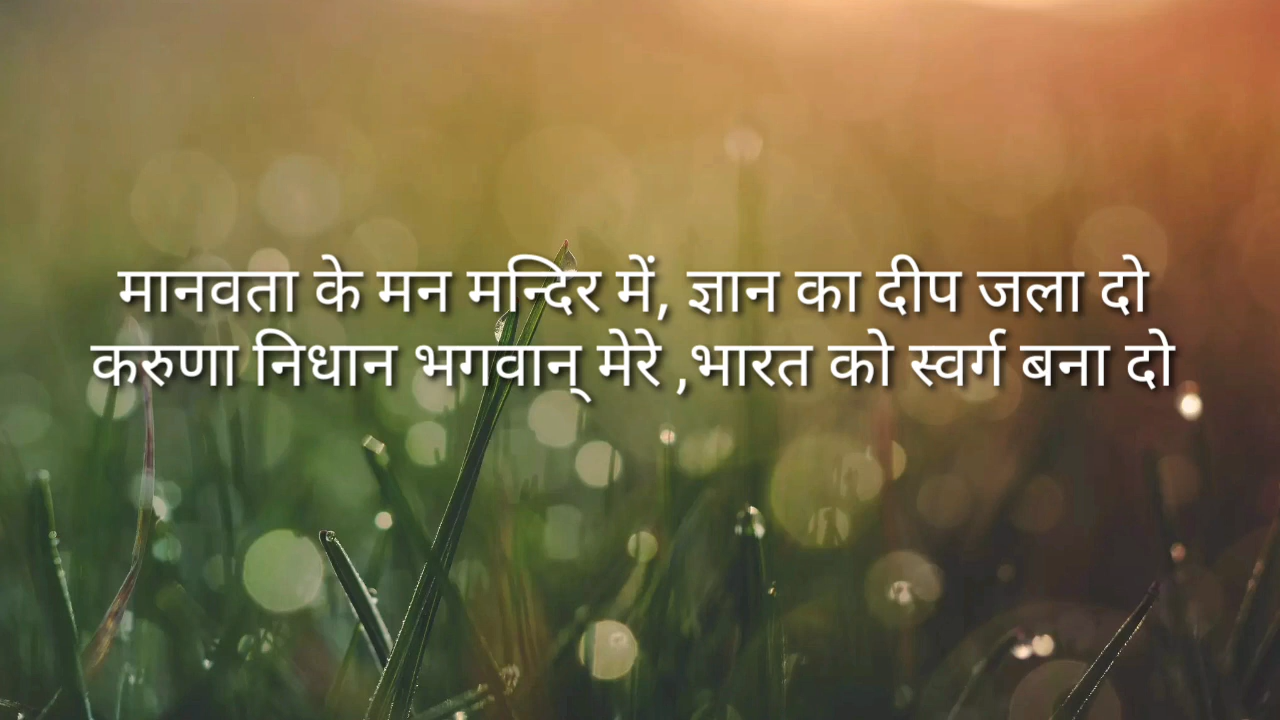 मानवता के मन मन्दिर में, ज्ञान का दीप जला दो
करुणा निधान भगवान् मेरे ,भारत को स्वर्ग बना दो